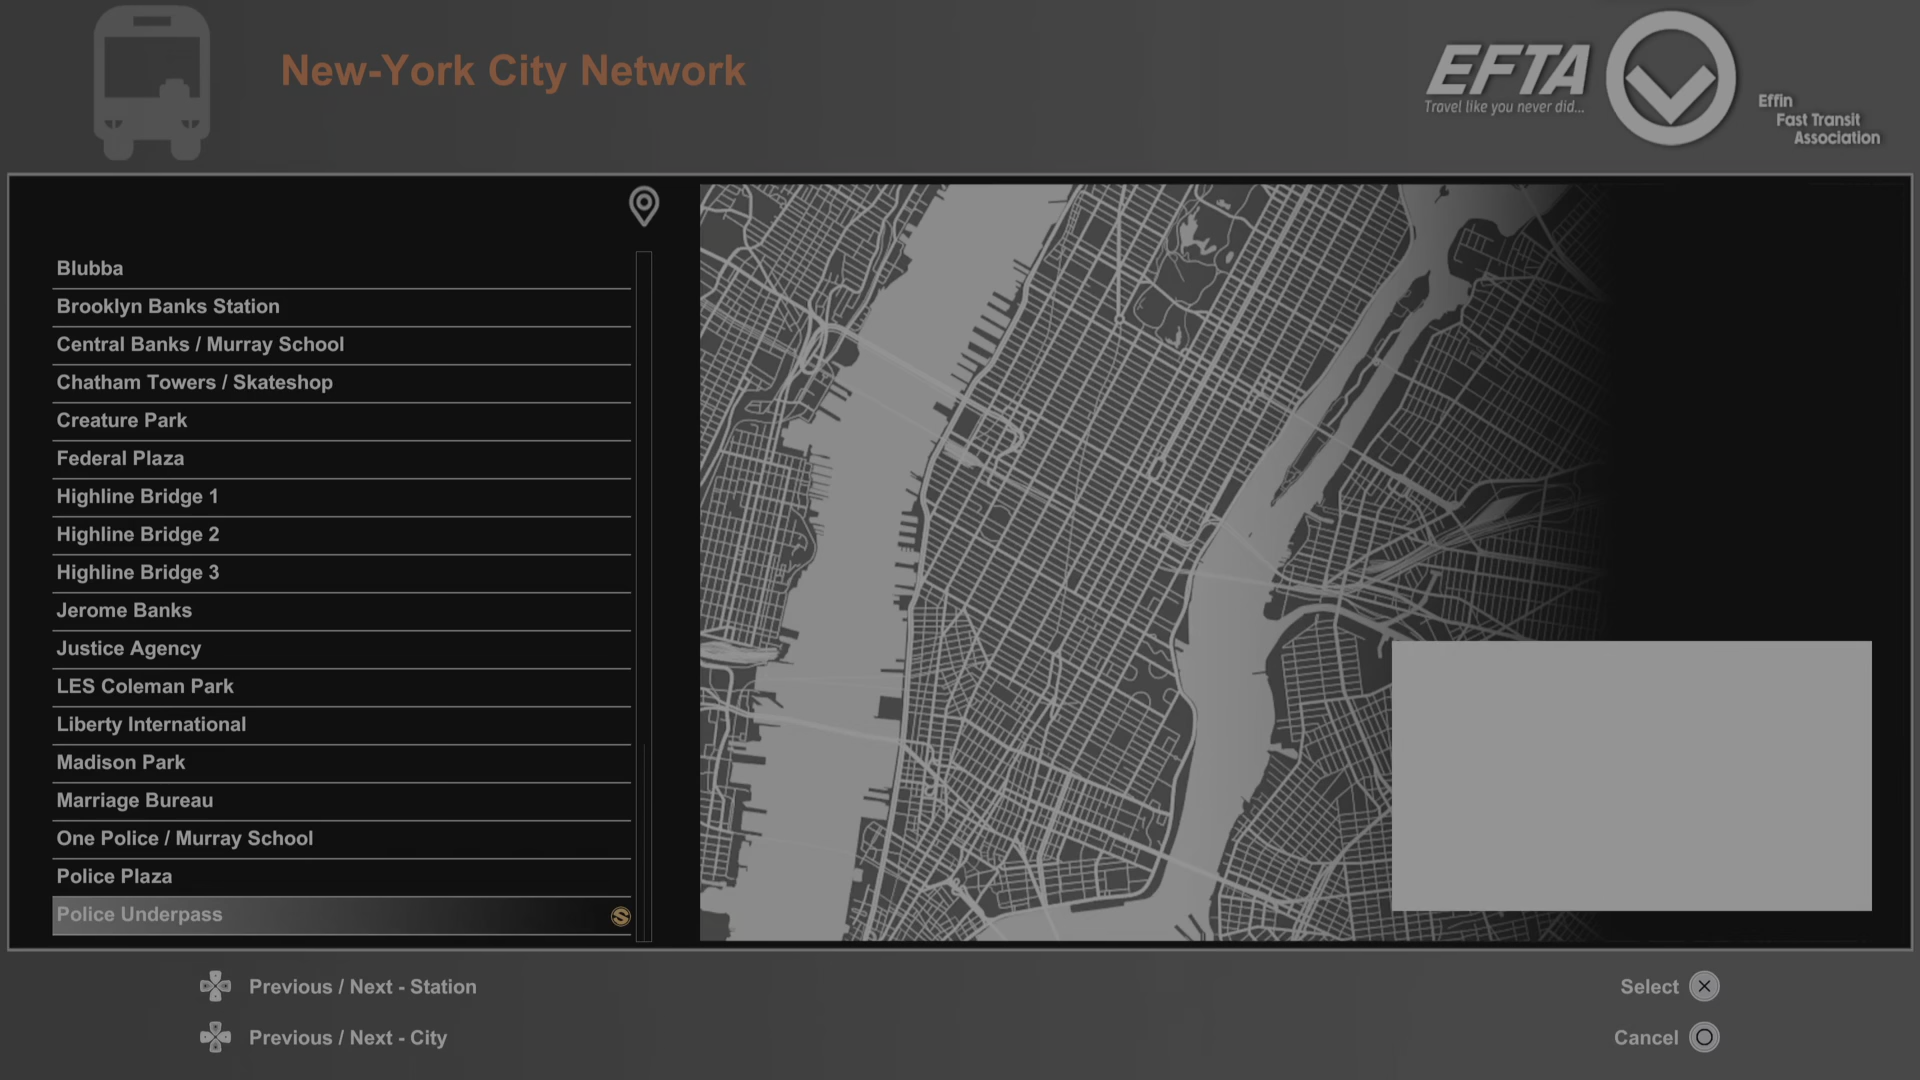 New-York City Network
EFTA
Travel like you never did...
Effin
Fast Transit
Association
Blubba
Brooklyn Banks Station
Central Banks / Murray School
Chatham Towers / Skateshop
Creature Park
Federal Plaza
Highline Bridge 1
Highline Bridge 2
Highline Bridge 3
Jerome Banks
Justice Agency
LES Coleman Park
Liberty International
Madison Park
Marriage Bureau
One Police / Murray School
Police Plaza
Police Underpass
S
Previous / Next - Station
Select
Previous / Next - City
Cancel